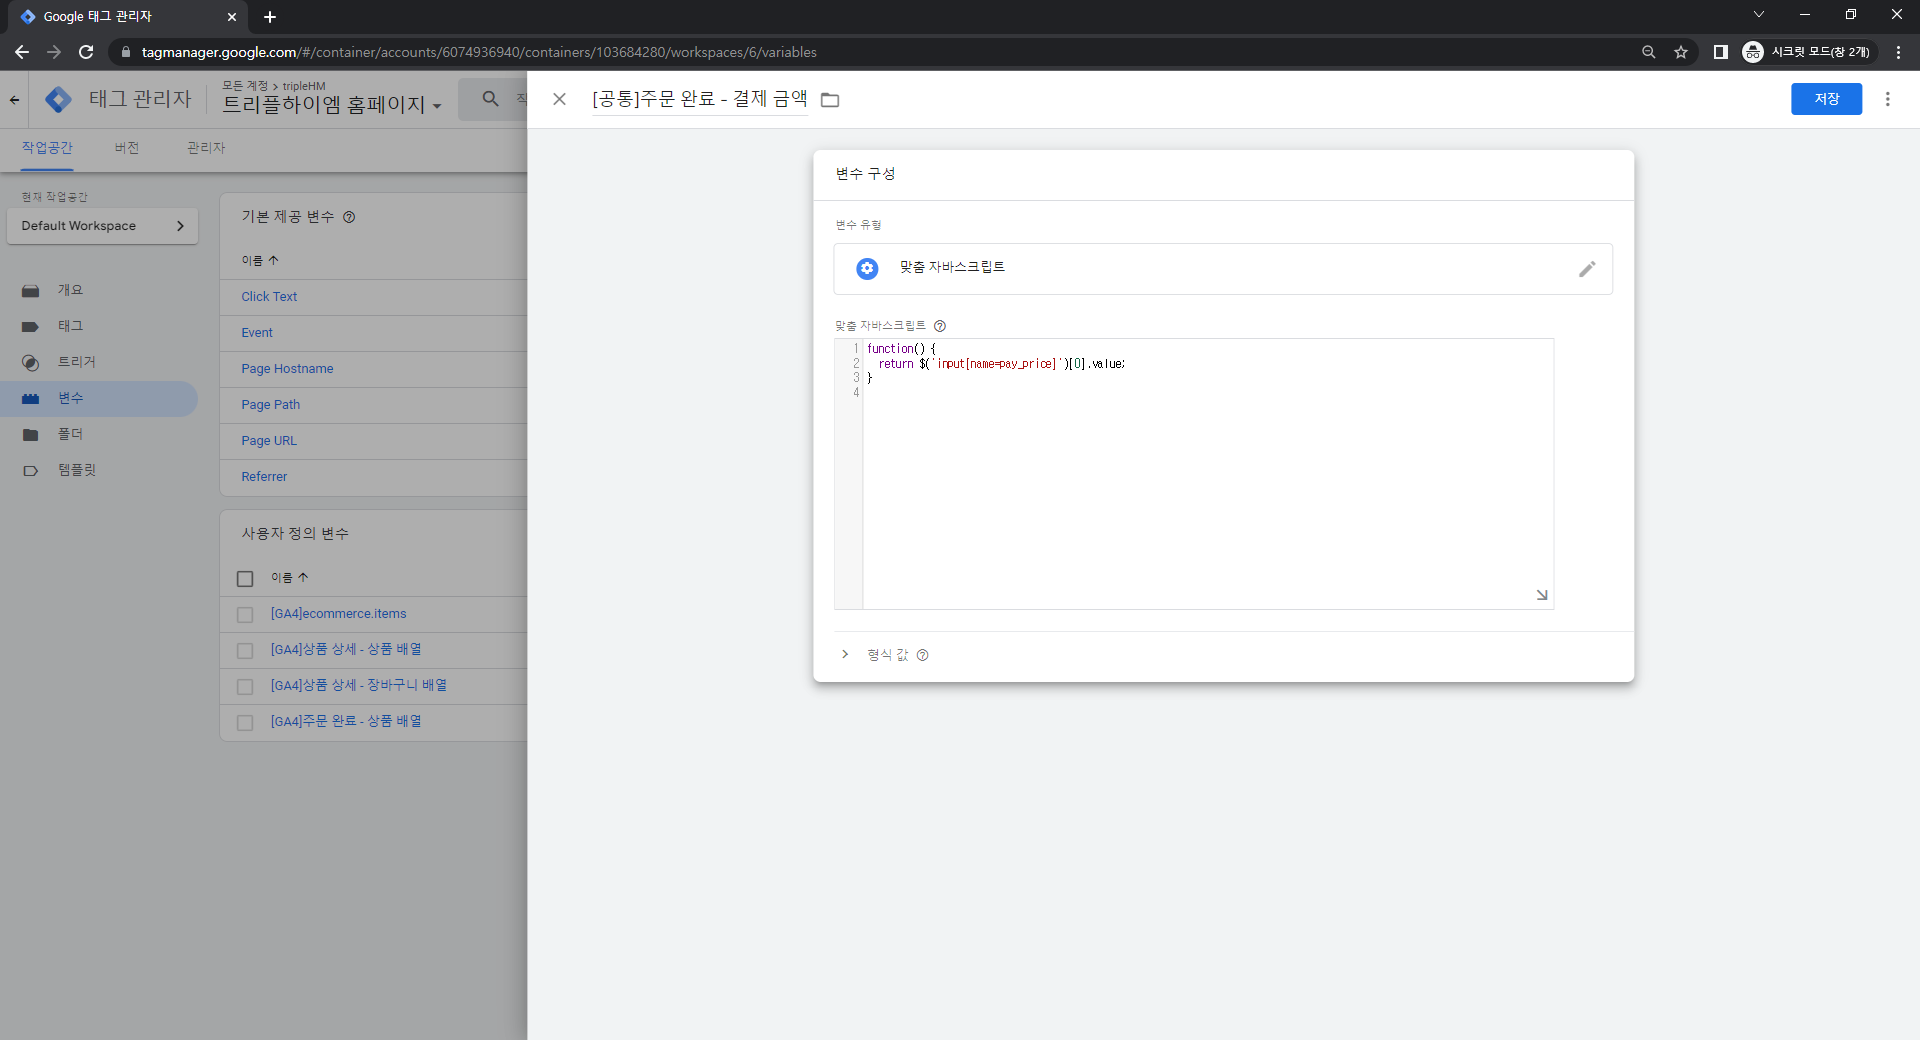 Google 태그 관리자
tagmanager.google.com/#/container/accounts/6074936940/containers/103684280/workspaces/6/variables
시크릿 모드(창 2개)
태그 관리자
모든 계정 > tripleHM
트리플하이엠 홈페이지
작
[공통]주문 완료 - 결제 금액
저장
작업공간
버전
관리자
현재 작업공간
Default Workspace
개요
태그
트리거
변수
폴더
템플릿
기본 제공 변수
이름
Click Text
Event
Page Hostname
Page Path
Page URL
Referrer
사용자 정의 변수
이름
[GA4]ecommerce.items
[GA4]상품 상세 - 상품 배열
[GA4]상품 상세 - 장바구니 배열
[GA4]주문 완료 - 상품 배열
변수 구성
변수 유형
맞춤 자바스크립트
맞춤 자바스크립트
1 function() {
2 return $('input[name=pay_price]')[0].value;
3 }
4
형식 값